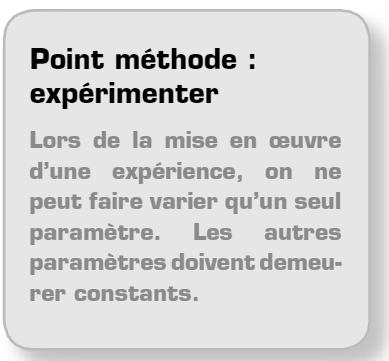 Point méthode :
expérimenter
Lors de la mise en œuvre
d’une expérience, on ne
peut faire varier qu’un seul
paramètre. Les autres
paramètres doivent demeu-
rer constants.